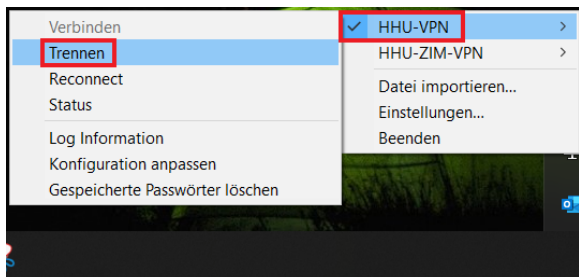 Verbinden
Trennen
Reconnect
Status
Log Information
Konfiguration anpassen
Gespeicherte Passwörter löschen
HHU-VPN
HHU-ZIM-VPN
Datei importieren...
Einstellungen...
Beenden